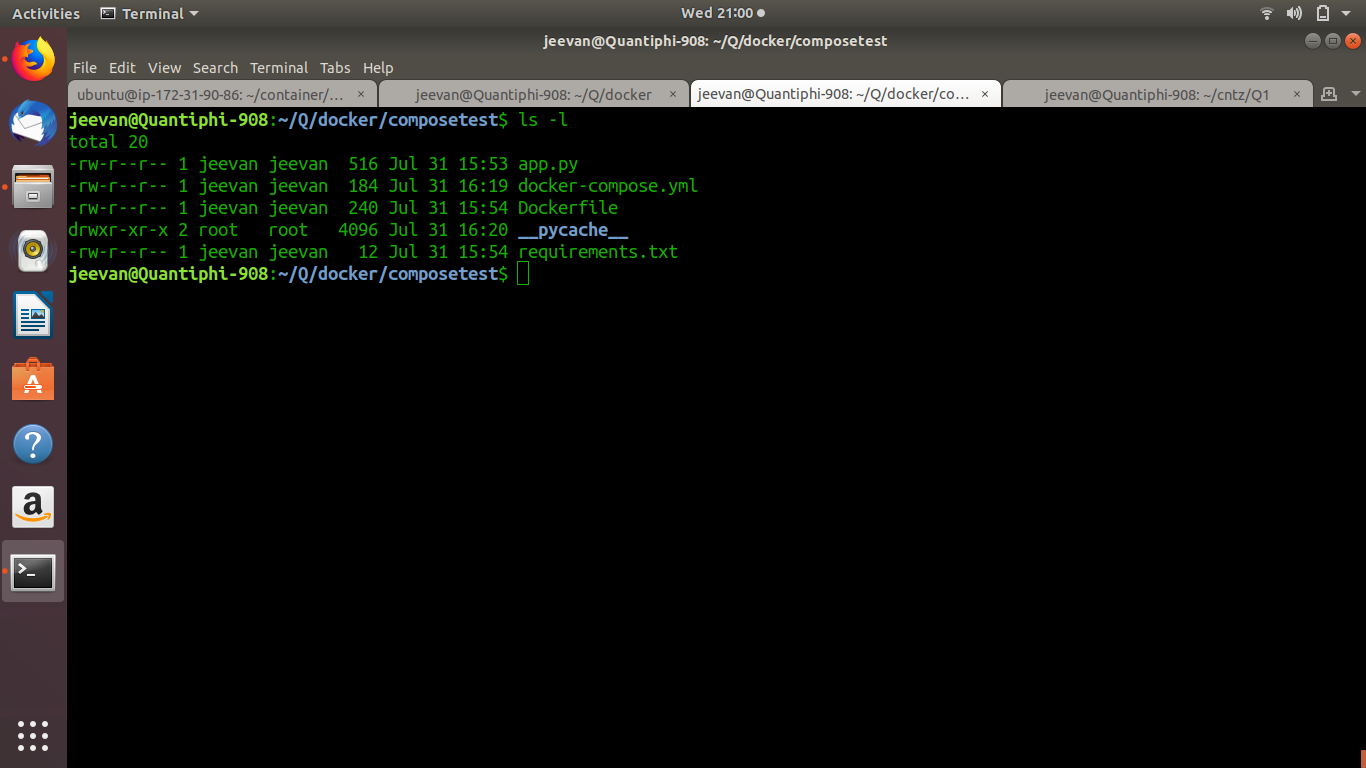 Activities Terminal Wed 21:00
jeevan@Quantiphi-908: ~/Q/docker/composetest
File Edit View Search Terminal Tabs Help
ubuntu@ip-172-31-90-86: ~/container/... × jeevan@Quantiphi-908: ~/Q/docker × jeevan@Quantiphi-908: ~/Q/docker/co... × jeevan@Quantiphi-908: ~/cntz/Q1 ×
jeevan@Quantiphi-908:~/Q/docker/composetest$ ls -l
total 20
-rw-r--r-- 1 jeevan jeevan  516 Jul 31 15:53 app.py
-rw-r--r-- 1 jeevan jeevan  184 Jul 31 16:19 docker-compose.yml
-rw-r--r-- 1 jeevan jeevan  240 Jul 31 15:54 Dockerfile
drwxr-xr-x 2 root   root   4096 Jul 31 16:20 __pycache__
-rw-r--r-- 1 jeevan jeevan   12 Jul 31 15:54 requirements.txt
jeevan@Quantiphi-908:~/Q/docker/composetest$